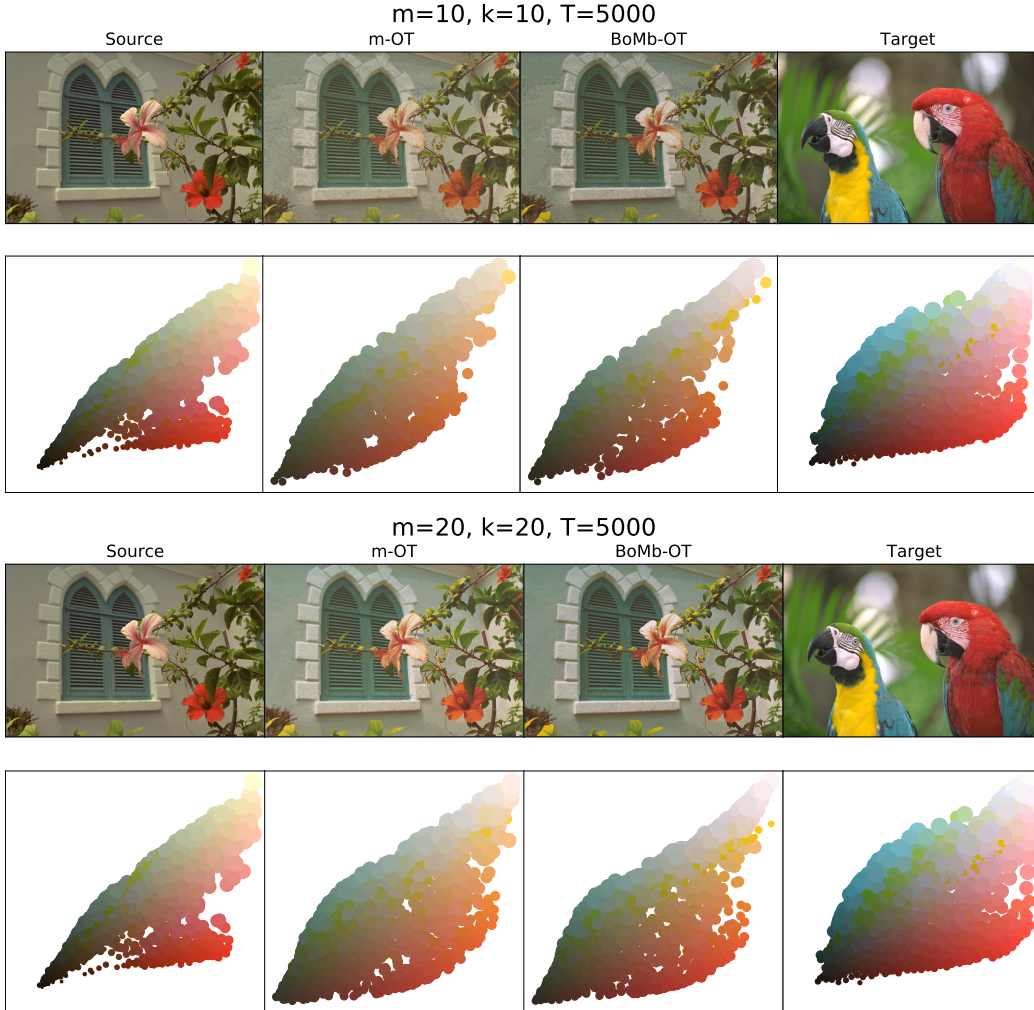 m=10, k=10, T=5000
Source m-OT BoMb-OT Target
m=20, k=20, T=5000
Source m-OT BoMb-OT Target